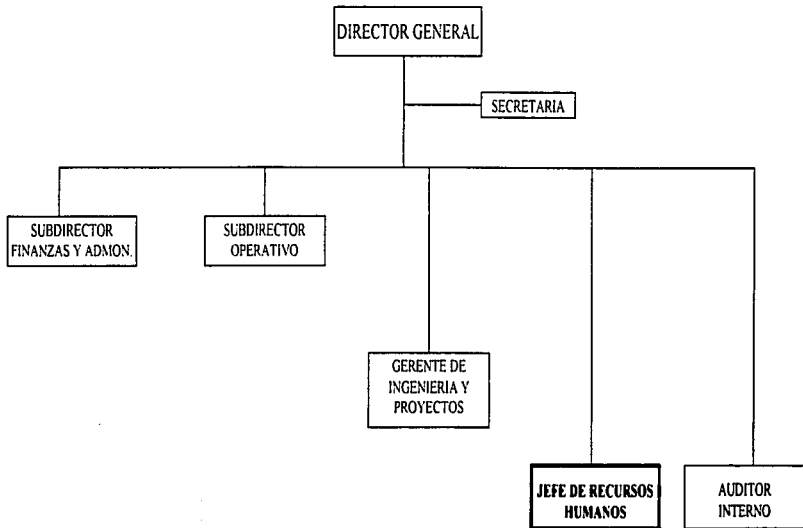 DIRECTOR GENERAL
SECRETARIA
SUBDIRECTOR
FINANZAS Y ADMON.
SUBDIRECTOR
OPERATIVO
GERENTE DE
INGENIERIA Y
PROYECTOS
JEFE DE RECURSOS
HUMANOS
AUDITOR
INTERNO